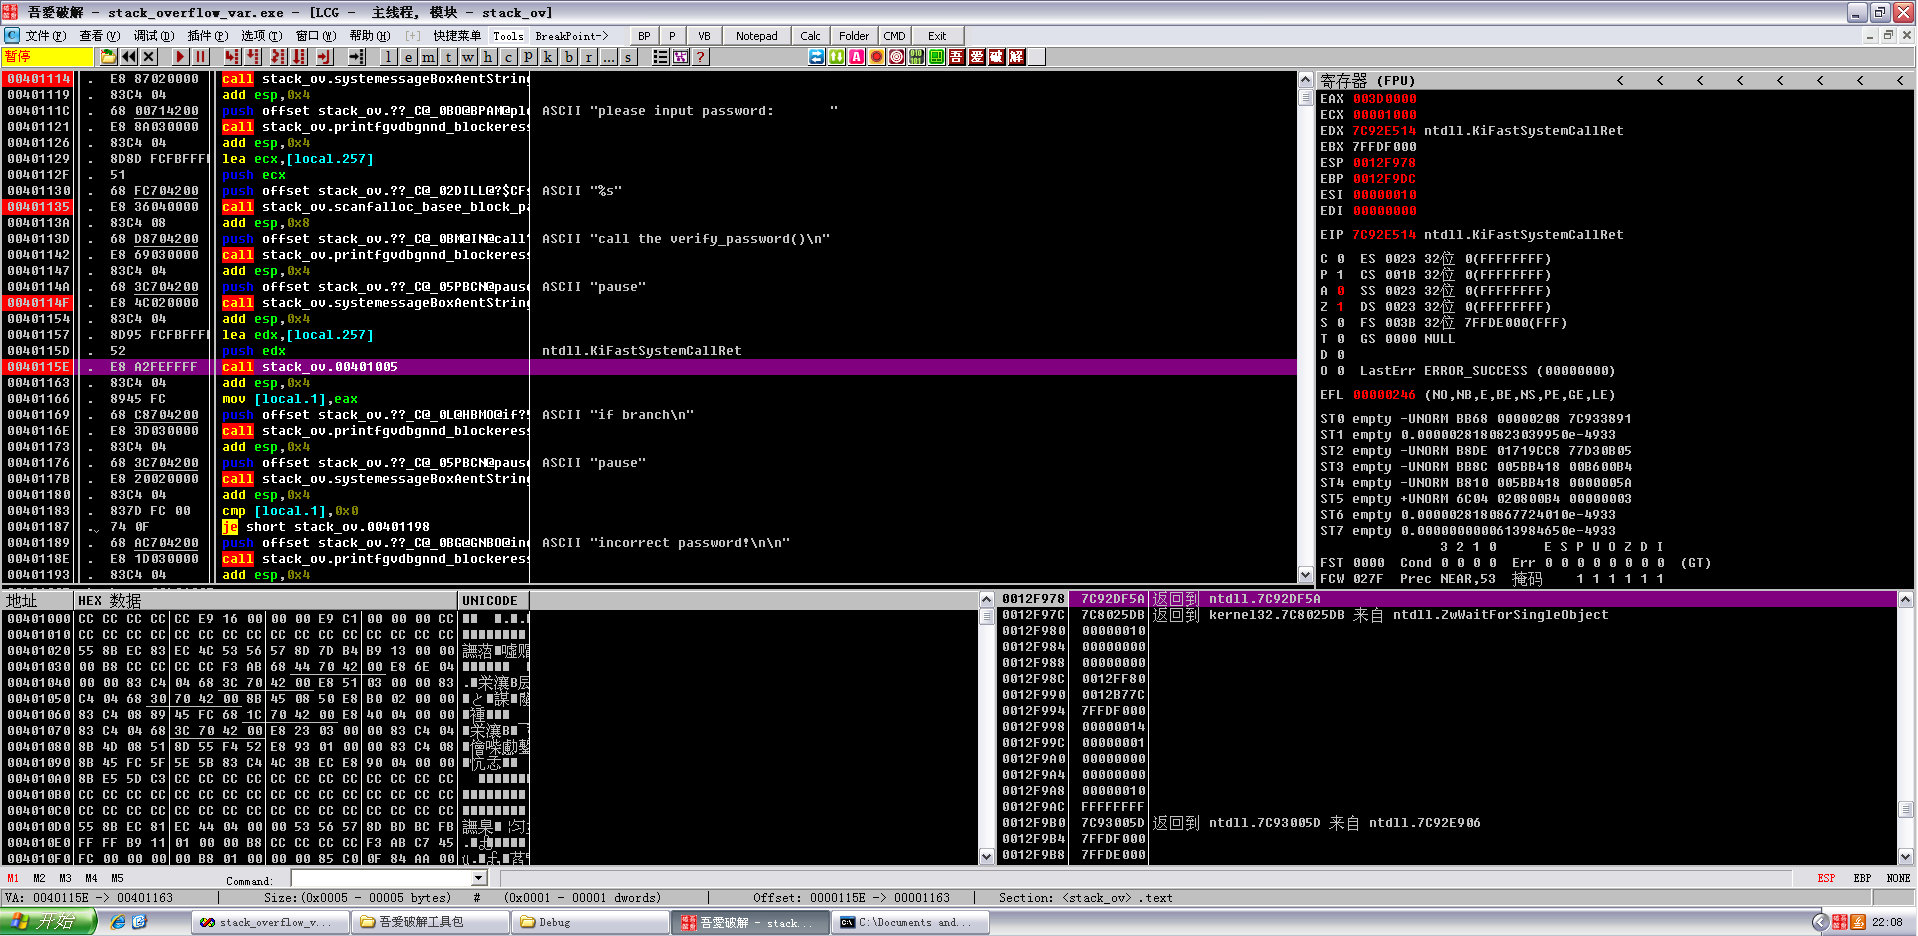 吾爱破解 - stack_overflow_var.exe - [LCG -  主线程, 模块 - stack_ov]
文件(F) 查看(V) 调试(D) 插件(P) 选项(T) 窗口(W) 帮助(H) [+] 快捷菜单 Tools BreakPoint-> BP P VB Notepad Calc Folder CMD Exit
暂停 l e m t w h c p k b r ... s ? 吾 爱 破 解
00401114 . E8 87020000 call stack_ov.systemessageBoxAentString
00401119 . 83C4 04 add esp,0x4
0040111C . 68 00714200 push offset stack_ov.??_C@_0BO@BPAM@ple ASCII "please input password:       "
00401121 . E8 8A030000 call stack_ov.printfgvdbgnnd_blockeress
00401126 . 83C4 04 add esp,0x4
00401129 . 8D8D FCFBFFFF lea ecx,[local.257]
0040112F . 51 push ecx
00401130 . 68 FC704200 push offset stack_ov.??_C@_02DILL@?$CFs ASCII "%s"
00401135 . E8 36040000 call stack_ov.scanfalloc_basee_block_pa
0040113A . 83C4 08 add esp,0x8
0040113D . 68 D8704200 push offset stack_ov.??_C@_0BM@IN@call? ASCII "call the verify_password()\n"
00401142 . E8 69030000 call stack_ov.printfgvdbgnnd_blockeress
00401147 . 83C4 04 add esp,0x4
0040114A . 68 3C704200 push offset stack_ov.??_C@_05PBCN@pause ASCII "pause"
0040114F . E8 4C020000 call stack_ov.systemessageBoxAentString
00401154 . 83C4 04 add esp,0x4
00401157 . 8D95 FCFBFFFF lea edx,[local.257]
0040115D . 52 push edx ntdll.KiFastSystemCallRet
0040115E . E8 A2FEFFFF call stack_ov.00401005
00401163 . 83C4 04 add esp,0x4
00401166 . 8945 FC mov [local.1],eax
00401169 . 68 C8704200 push offset stack_ov.??_C@_0L@HBMO@if?5 ASCII "if branch\n"
0040116E . E8 3D030000 call stack_ov.printfgvdbgnnd_blockeress
00401173 . 83C4 04 add esp,0x4
00401176 . 68 3C704200 push offset stack_ov.??_C@_05PBCN@pause ASCII "pause"
0040117B . E8 20020000 call stack_ov.systemessageBoxAentString
00401180 . 83C4 04 add esp,0x4
00401183 . 837D FC 00 cmp [local.1],0x0
00401187 . 74 0F je short stack_ov.00401198
00401189 . 68 AC704200 push offset stack_ov.??_C@_0BG@GNBO@inc ASCII "incorrect password!\n\n"
0040118E . E8 1D030000 call stack_ov.printfgvdbgnnd_blockeress
00401193 . 83C4 04 add esp,0x4
寄存器 (FPU) < < < < < < < <
EAX 003D0000
ECX 00001000
EDX 7C92E514 ntdll.KiFastSystemCallRet
EBX 7FFDF000
ESP 0012F978
EBP 0012F9DC
ESI 00000010
EDI 00000000
EIP 7C92E514 ntdll.KiFastSystemCallRet
C 0 ES 0023 32位 0(FFFFFFFF)
P 1 CS 001B 32位 0(FFFFFFFF)
A 0 SS 0023 32位 0(FFFFFFFF)
Z 1 DS 0023 32位 0(FFFFFFFF)
S 0 FS 003B 32位 7FFDE000(FFF)
T 0 GS 0000 NULL
D 0
O 0 LastErr ERROR_SUCCESS (00000000)
EFL 00000246 (NO,NB,E,BE,NS,PE,GE,LE)
ST0 empty -UNORM BB68 00000208 7C933891
ST1 empty 0.0000028180823039950e-4933
ST2 empty -UNORM B8DE 01719CC8 77D30B05
ST3 empty -UNORM BB8C 005BB418 00B600B4
ST4 empty -UNORM B810 005BB418 0000005A
ST5 empty +UNORM 6C04 020800B4 00000003
ST6 empty 0.0000028180867724010e-4933
ST7 empty 0.0000000000613984650e-4933
3 2 1 0 E S P U O Z D I
FST 0000 Cond 0 0 0 0 Err 0 0 0 0 0 0 0 0 (GT)
FCW 027F Prec NEAR,53 掩码 1 1 1 1 1 1
地址 HEX 数据 UNICODE
00401000 CC CC CC CC CC E9 16 00 00 00 E9 C1 00 00 00 CC
00401010 CC CC CC CC CC CC CC CC CC CC CC CC CC CC CC CC
00401020 55 8B EC 83 EC 4C 53 56 57 8D 7D B4 B9 13 00 00
00401030 00 B8 CC CC CC CC F3 AB 68 44 70 42 00 E8 6E 04
00401040 00 00 83 C4 04 68 3C 70 42 00 E8 51 03 00 00 83
00401050 C4 04 68 30 70 42 00 8B 45 08 50 E8 B0 02 00 00
00401060 83 C4 08 89 45 FC 68 1C 70 42 00 E8 40 04 00 00
00401070 83 C4 04 68 3C 70 42 00 E8 23 03 00 00 83 C4 04
00401080 8B 4D 08 51 8D 55 F4 52 E8 93 01 00 00 83 C4 08
00401090 8B 45 FC 5F 5E 5B 83 C4 4C 3B EC E8 90 04 00 00
004010A0 8B E5 5D C3 CC CC CC CC CC CC CC CC CC CC CC CC
004010B0 CC CC CC CC CC CC CC CC CC CC CC CC CC CC CC CC
004010C0 CC CC CC CC CC CC CC CC CC CC CC CC CC CC CC CC
004010D0 55 8B EC 81 EC 44 04 00 00 53 56 57 8D BD BC FB
004010E0 FF FF B9 11 01 00 00 B8 CC CC CC CC F3 AB C7 45
004010F0 FC 00 00 00 00 B8 01 00 00 00 85 C0 0F 84 AA 00
0012F978 7C92DF5A 返回到 ntdll.7C92DF5A
0012F97C 7C8025DB 返回到 kernel32.7C8025DB 来自 ntdll.ZwWaitForSingleObject
0012F980 00000010
0012F984 00000000
0012F988 00000000
0012F98C 0012FF80
0012F990 0012B77C
0012F994 7FFDF000
0012F998 00000014
0012F99C 00000001
0012F9A0 00000000
0012F9A4 00000000
0012F9A8 00000010
0012F9AC FFFFFFFF
0012F9B0 7C93005D 返回到 ntdll.7C93005D 来自 ntdll.7C92E906
0012F9B4 7FFDF000
0012F9B8 7FFDE000
M1 M2 M3 M4 M5 Command: ESP EBP NONE
VA: 0040115E -> 00401163 Size:(0x0005 - 00005 bytes) # (0x0001 - 00001 dwords) Offset: 0000115E -> 00001163 Section: <stack_ov> .text
开始 stack_overflow_v... 吾爱破解工具包 Debug 吾爱破解 - stack... C:\Documents and... 22:08